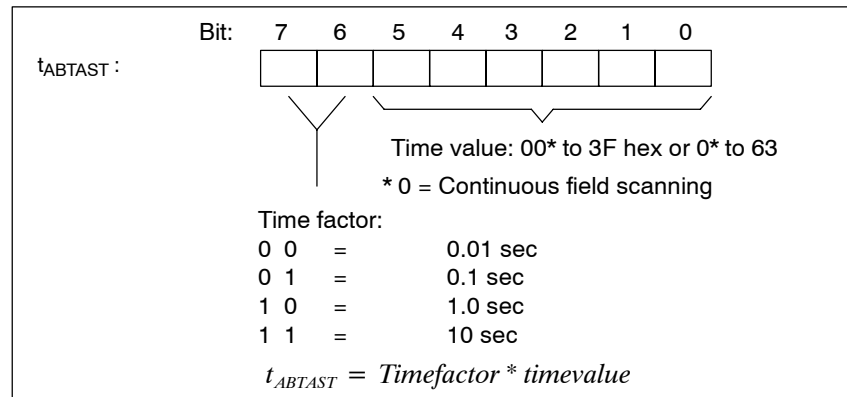 Bit: 7 6 5 4 3 2 1 0
tABTAST :
Time value: 00* to 3F hex or 0* to 63
* 0 = Continuous field scanning
Time factor:
0 0 = 0.01 sec
0 1 = 0.1 sec
1 0 = 1.0 sec
1 1 = 10 sec
tABTAST = Timefactor * timevalue